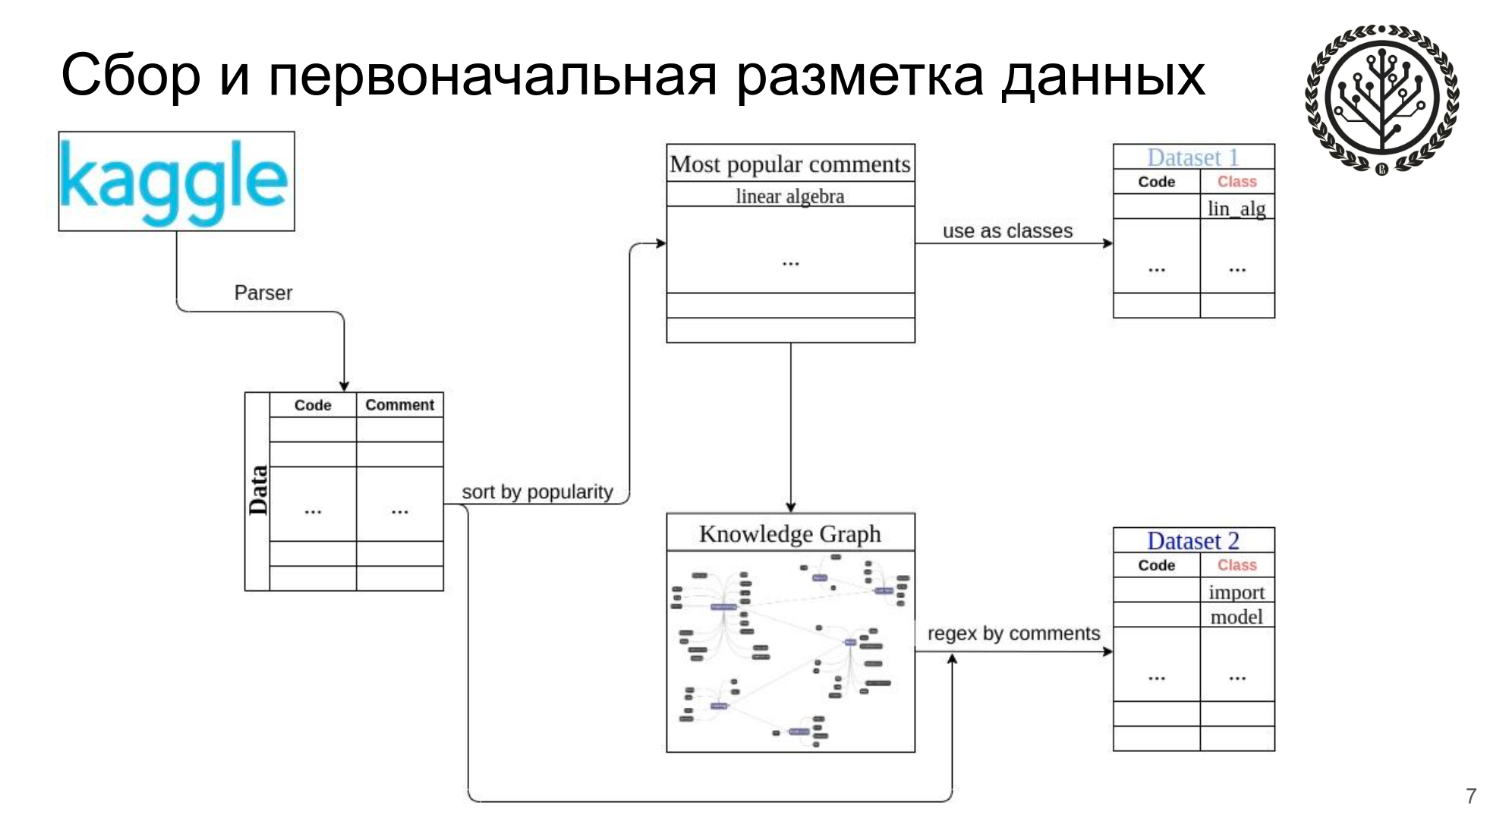 Сбор и первоначальная разметка данных
kaggle
Parser
Data
Code Comment
... ...
sort by popularity
Most popular comments
linear algebra
...
use as classes
Dataset 1
Code Class
lin_alg
... ...
Knowledge Graph
regex by comments
Dataset 2
Code Class
import
model
... ...
7